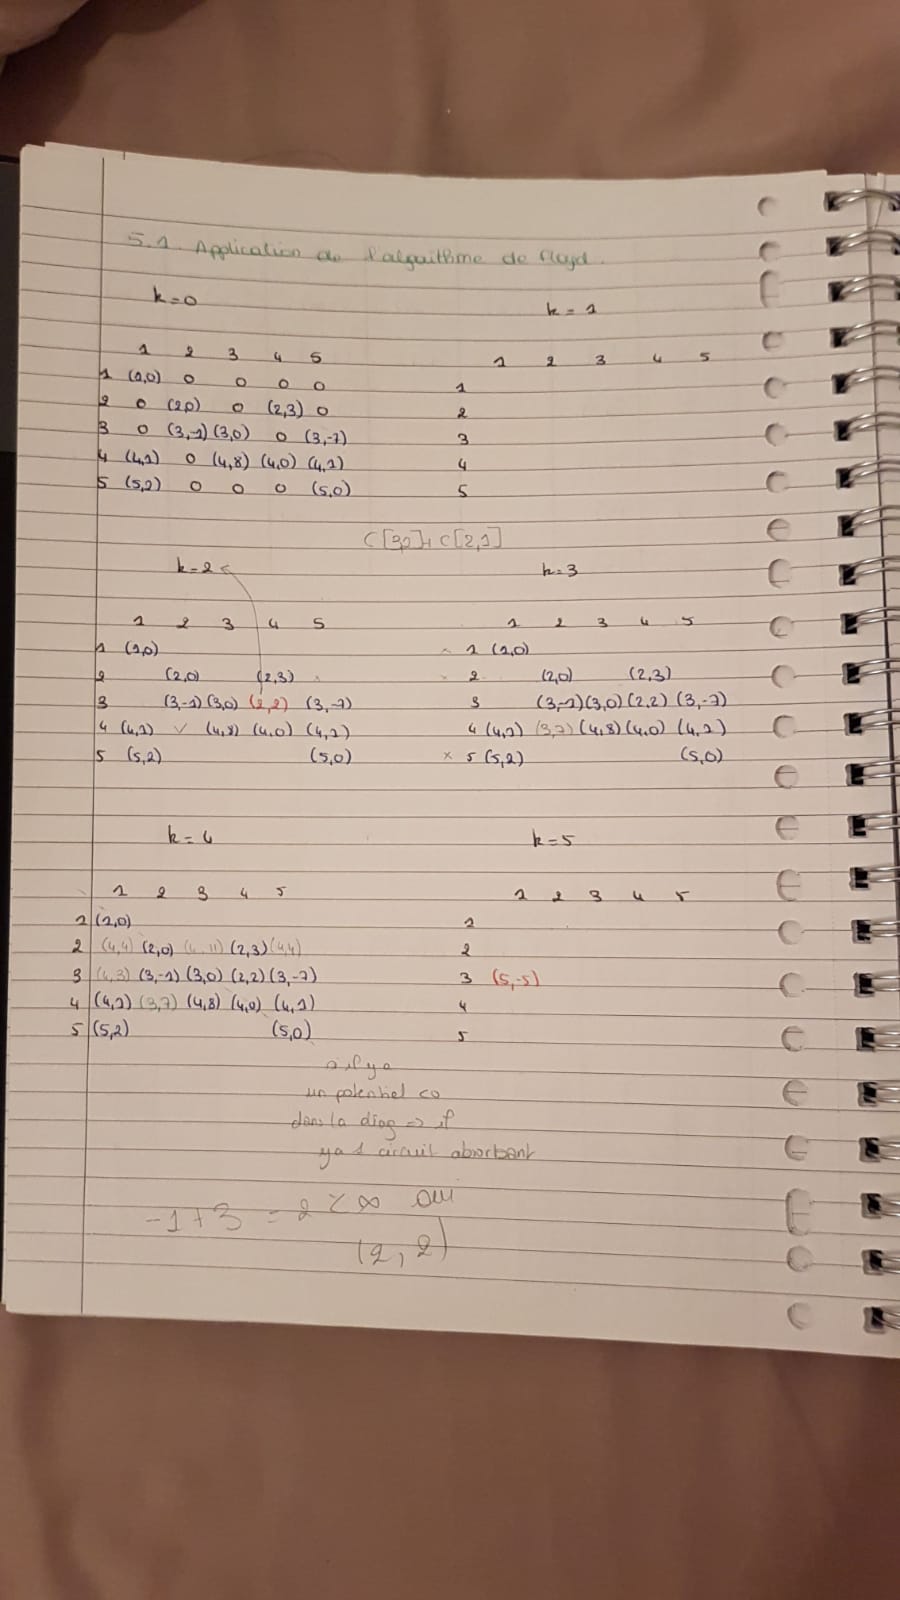 5.1. Application de l'algorithme de Floyd.
k=0
k=1
1 2 3 4 5
1 (1,0) 0 0 0 0
2 0 (2,0) 0 (2,3) 0
3 0 (3,-1) (3,0) 0 (3,-7)
4 (4,1) 0 (4,8) (4,0) (4,1)
5 (5,2) 0 0 0 (5,0)
1 2 3 4 5
1
2
3
4
5
C[3,2]+C[2,1]
k=2
k=3
1 2 3 4 5
1 (1,0)
2 (2,0) (2,3)
3 (3,-1) (3,0) (2,2) (3,-7)
4 (4,1) (4,8) (4,0) (4,1)
5 (5,2) (5,0)
1 2 3 4 5
1 (1,0)
2 (2,0) (2,3)
3 (3,-1) (3,0) (2,2) (3,-7)
4 (4,1) (3,7) (4,8) (4,0) (4,1)
x 5 (5,2) (5,0)
k=4
k=5
1 2 3 4 5
1 (1,0)
2 (4,4) (2,0) (4,11) (2,3) (4,4)
3 (4,3) (3,-1) (3,0) (2,2) (3,-7)
4 (4,1) (3,7) (4,8) (4,0) (4,1)
5 (5,2) (5,0)
1 2 3 4 5
1
2
3 (5,-5)
4
5
y a
un potentiel <0
dans la diag => il
y a 1 circuit absorbant
-1+3 = 2 > ∞ oui
(2,2)